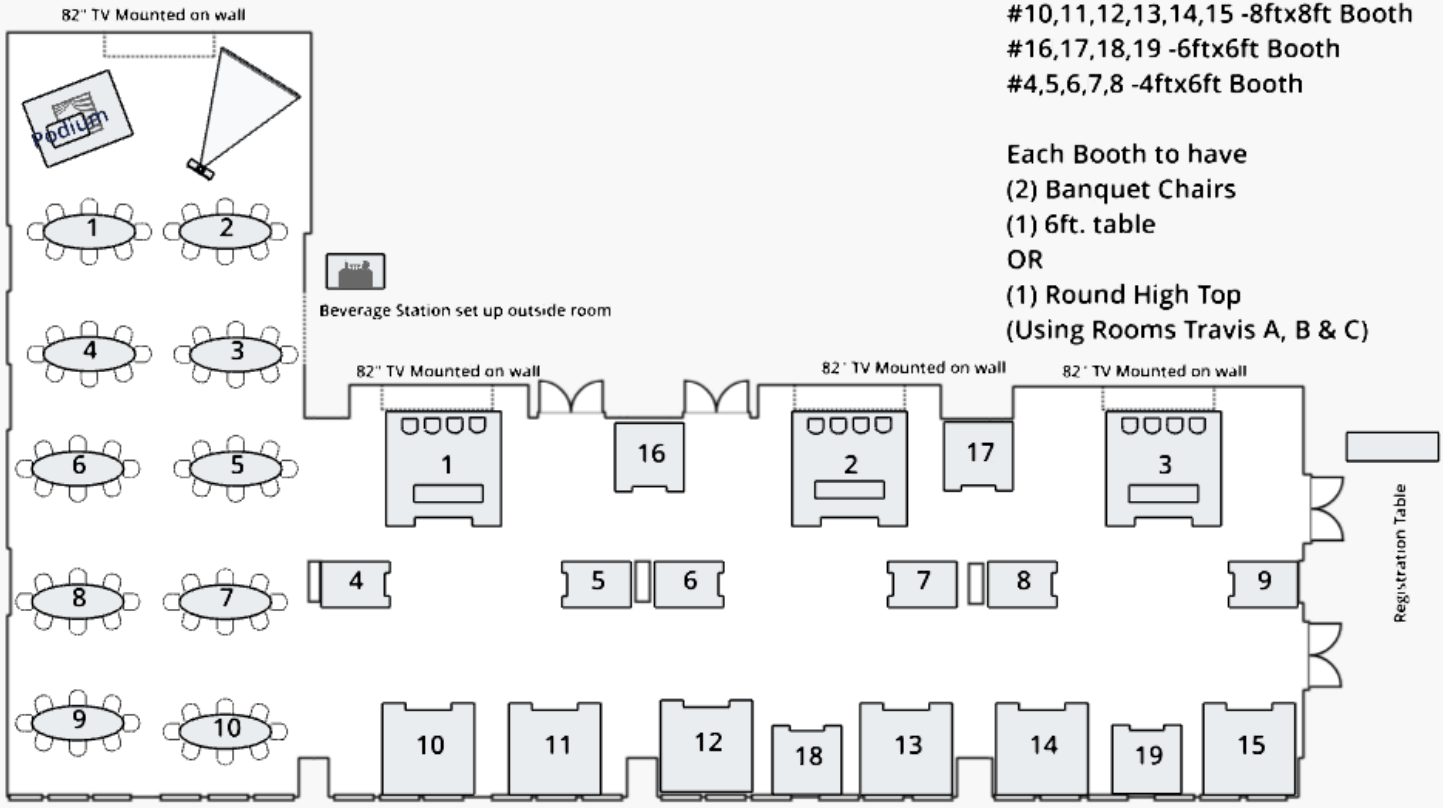 82" TV Mounted on wall
#10,11,12,13,14,15 -8ftx8ft Booth
#16,17,18,19 -6ftx6ft Booth
#4,5,6,7,8 -4ftx6ft Booth
Each Booth to have
(2) Banquet Chairs
(1) 6ft. table
OR
(1) Round High Top
(Using Rooms Travis A, B & C)
Podium
1 2
Beverage Station set up outside room
4 3
82" TV Mounted on wall
82" TV Mounted on wall
82" TV Mounted on wall
6 5
1 16 2 17 3
Registration Table
8 7
4 5 6 7 8 9
9 10
10 11 12 18 13 14 19 15